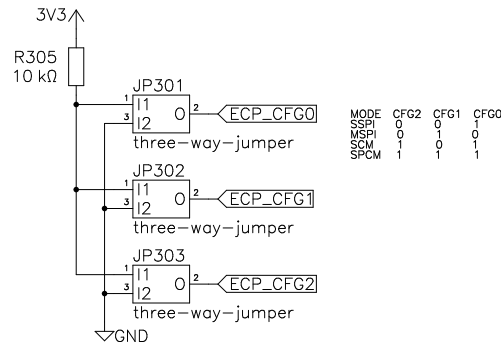 3V3
R305
10 kΩ
JP301
1 I1
O 2 ECP_CFG0
3 I2
three-way-jumper
MODE CFG2 CFG1 CFG0
SSPI 0 0 1
MSPI 0 1 0
SCM 1 0 1
SPCM 1 1 1
JP302
1 I1
O 2 ECP_CFG1
3 I2
three-way-jumper
JP303
1 I1
O 2 ECP_CFG2
3 I2
three-way-jumper
GND